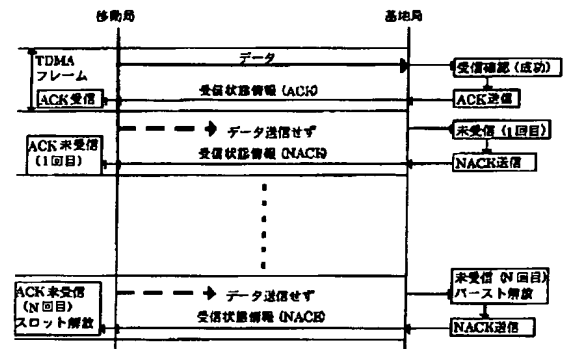 移動局
基地局
TDMA
フレーム
データ
受信確認 (成功)
受信状態情報 (ACK)
ACK受信
ACK送信
データ送信せず
未受信 (1回目)
ACK未受信
(1回目)
受信状態情報 (NACK)
NACK送信
ACK未受信
(N回目)
スロット解放
データ送信せず
未受信 (N回目)
バースト解放
受信状態情報 (NACK)
NACK送信